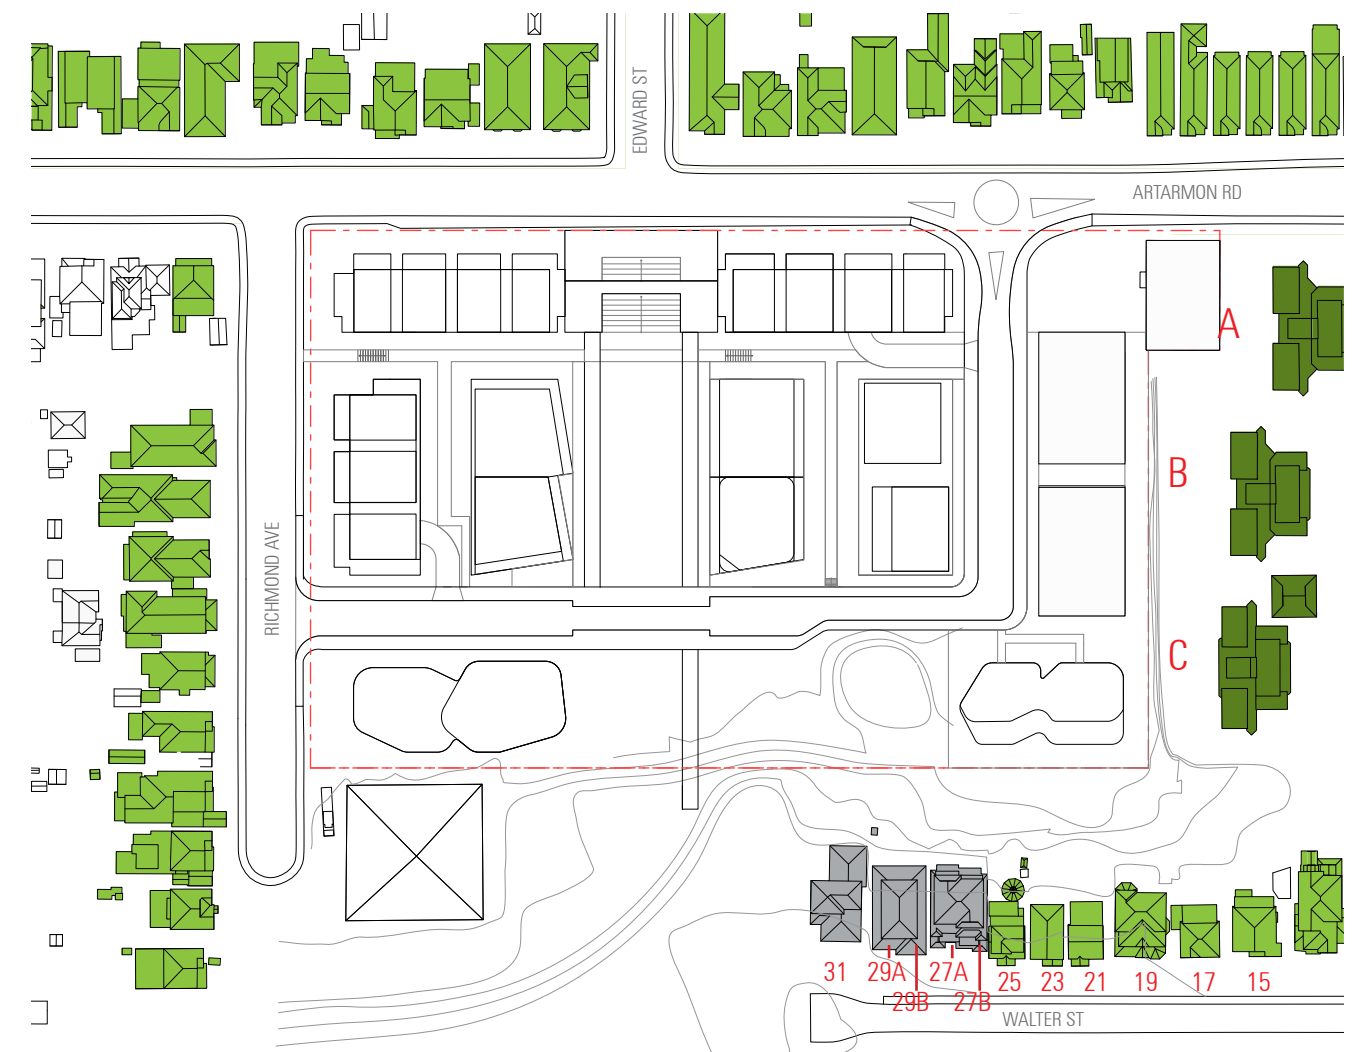 EDWARD ST
ARTARMON RD
A
B
RICHMOND AVE
C
31 29A 27A 25 23 21 19 17 15
29B 27B
WALTER ST